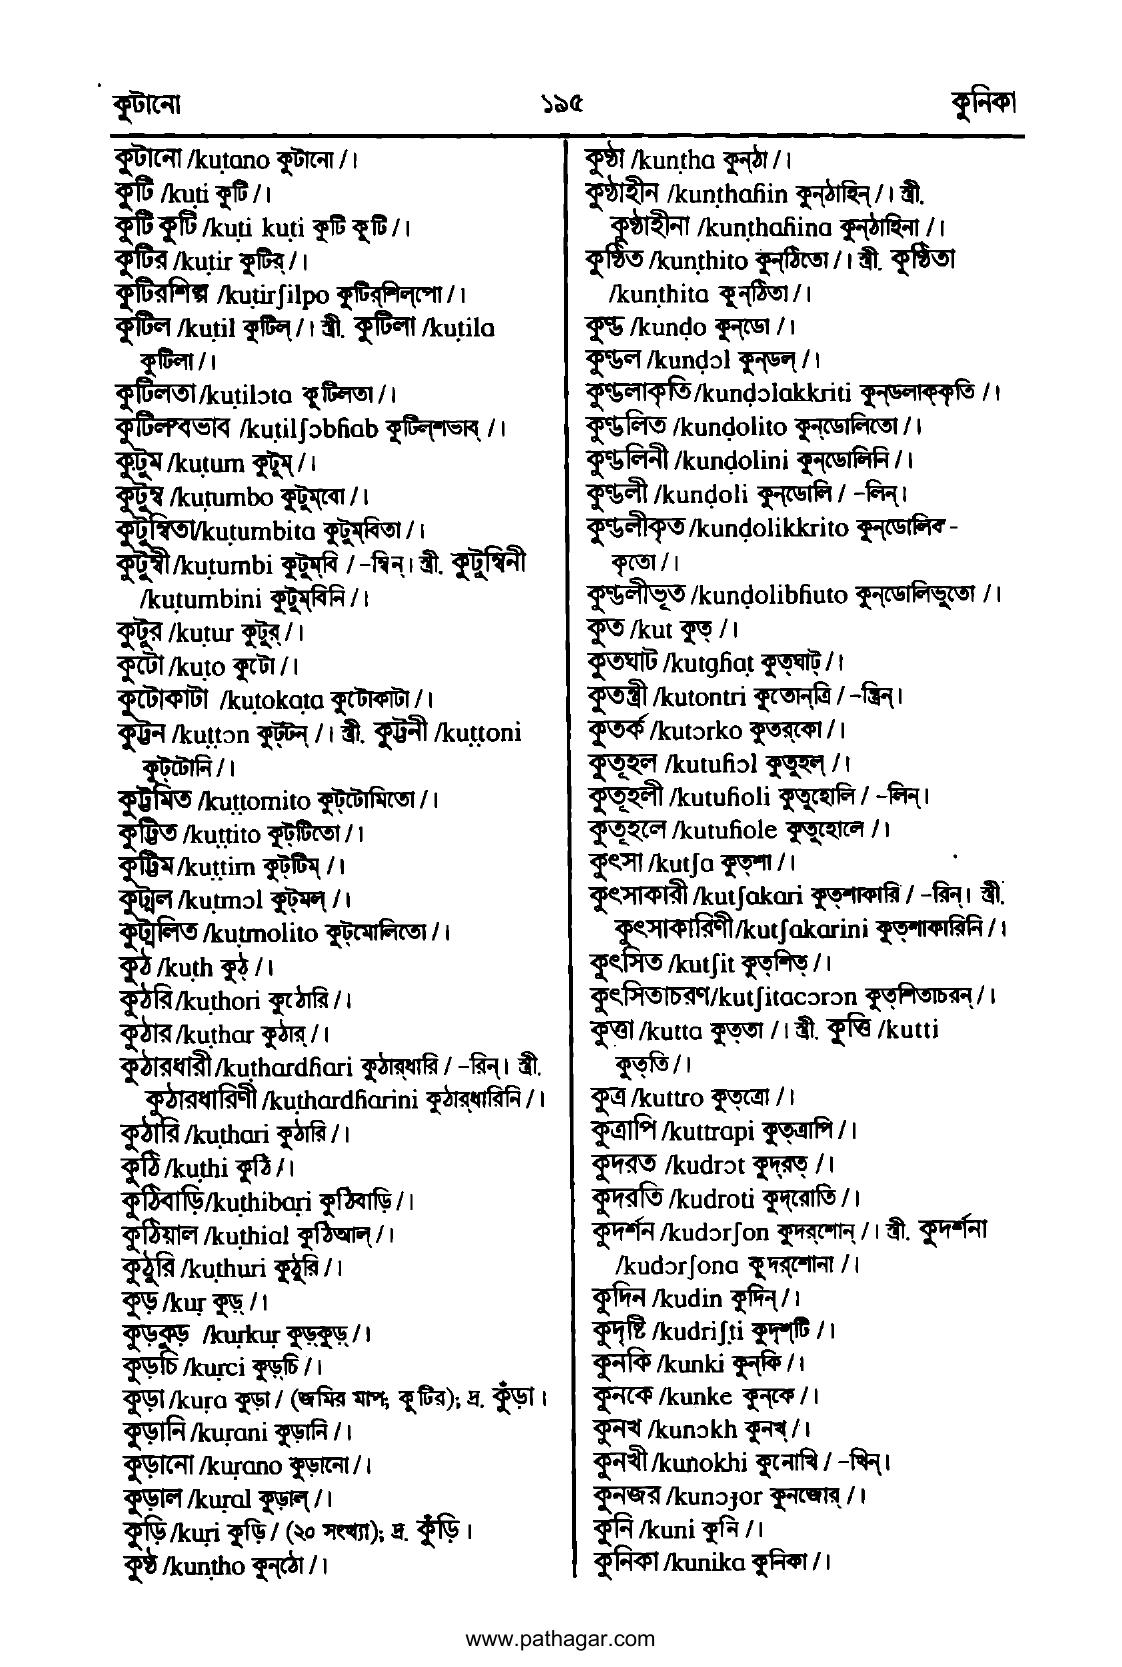 কুটানো ১৯৫ কুনিকা
কুটানো /kuṭano কুটানো/।
কুটি /kuṭi কুটি/।
কুটি কুটি /kuṭi kuṭi কুটি কুটি/।
কুটির /kuṭir কুটির্/।
কুটিরশিল্প /kuṭirʃilpo কুটির্‌শিল্‌পো/।
কুটিল /kuṭil কুটিল্/। স্ত্রী. কুটিলা /kuṭila
কুটিলা/।
কুটিলতা/kuṭilɔta কুটিলতা/।
কুটিলস্বভাব /kuṭilʃɔbɦab কুটিল্‌শভাব্ /।
কুটুম /kuṭum কুটুম্/।
কুটুম্ব /kuṭumbo কুটুম্‌বো/।
কুটুম্বিতা/kuṭumbita কুটুম্‌বিতা/।
কুটুম্বী/kuṭumbi কুটুম্‌বি / -ম্বিন্। স্ত্রী. কুটুম্বিনী
/kuṭumbini কুটুম্‌বিনি/।
কুটুর /kuṭur কুটুর্/।
কুটো /kuṭo কুটো/।
কুটোকাটা /kuṭokaṭa কুটোকাটা/।
কুট্টন /kuṭṭɔn কুট্‌টন্ /। স্ত্রী. কুট্টনী /kuṭṭoni
কুট্‌টোনি/।
কুট্টমিত /kuṭṭomito কুট্‌টোমিতো/।
কুট্টিত /kuṭṭito কুট্‌টিতো/।
কুট্টিম /kuṭṭim কুট্‌টিম্ /।
কুট্মল /kuṭmɔl কুট্‌মল্ /।
কুট্মলিত /kuṭmolito কুট্‌মোলিতো/।
কুঠ /kuṭh কুঠ্ /।
কুঠরি /kuṭhori কুঠোরি/।
কুঠার /kuṭhar কুঠার্/।
কুঠারধারী/kuṭhardɦari কুঠার্‌ধারি / -রিন্। স্ত্রী.
কুঠারধারিণী /kuṭhardɦarini কুঠার্‌ধারিনি/।
কুঠারি /kuṭhari কুঠারি/।
কুঠি /kuṭhi কুঠি/।
কুঠিবাড়ি/kuṭhibaṛi কুঠিবাড়ি/।
কুঠিয়াল /kuṭhial কুঠিআল্/।
কুঠুরি /kuṭhuri কুঠুরি/।
কুড় /kuṛ কুড়্ /।
কুড়কুড় /kuṛkuṛ কুড়্‌কুড়্/।
কুড়চি /kuṛci কুড়্‌চি/।
কুড়া/kuṛa কুড়া/ (জমির মাপ; কুটির); দ্র. কুঁড়া।
কুড়ানি /kuṛani কুড়ানি/।
কুড়ানো /kuṛano কুড়ানো/।
কুড়াল /kuṛal কুড়াল্/।
কুড়ি/kuṛi কুড়ি/ (২০ সংখ্যা); দ্র. কুঁড়ি।
কুণ্ঠ /kunṭho কুন্‌ঠো/।
কুণ্ঠা /kunṭha কুন্‌ঠা/।
কুণ্ঠাহীন /kunṭhaɦin কুন্‌ঠাহিন্/। স্ত্রী.
কুণ্ঠাহীনা /kunṭhaɦina কুন্‌ঠাহিনা/।
কুণ্ঠিত /kunṭhito কুন্‌ঠিতো/। স্ত্রী. কুণ্ঠিতা
/kunṭhita কুন্‌ঠিতা/।
কুণ্ড /kunḍo কুন্‌ডো/।
কুণ্ডল /kunḍɔl কুন্‌ডল্/।
কুণ্ডলাকৃতি/kunḍɔlakkriti কুন্‌ডলাক্‌কৃতি/।
কুণ্ডলিত /kunḍolito কুন্‌ডোলিতো/।
কুণ্ডলিনী /kunḍolini কুন্‌ডোলিনি/।
কুণ্ডলী /kunḍoli কুন্‌ডোলি/ -লিন্।
কুণ্ডলীকৃত /kunḍolikkrito কুন্‌ডোলিক-
কৃতো/।
কুণ্ডলীভূত /kunḍolibɦuto কুন্‌ডোলিভুতো /।
কুত /kut কুত্ /।
কুতঘাট /kutgɦaṭ কুত্‌ঘাট্/।
কুতন্ত্রী /kutontri কুতোন্‌ত্রি/ -ন্ত্রিন্।
কুতর্ক /kutɔrko কুতর্‌কো/।
কুতূহল /kutuɦɔl কুতুহল্ /।
কুতূহলী /kutuɦoli কুতুহোলি/ -লিন্।
কুতূহলে /kutuɦole কুতুহোলে /।
কুৎসা /kutʃa কুত্‌শা/।
কুৎসাকারী /kutʃakari কুত্‌শাকারি / -রিন্। স্ত্রী.
কুৎসাকারিণী/kutʃakarini কুত্‌শাকারিনি/।
কুৎসিত /kutʃit কুত্‌শিত্/।
কুৎসিতাচরণ/kutʃitacɔrɔn কুত্‌শিতাচরন্/।
কুত্তা /kutta কুত্‌তা /। স্ত্রী. কুত্তি /kutti
কুত্‌তি/।
কুত্র /kuttro কুত্‌ত্রো /।
কুত্রাপি /kuttrapi কুত্‌ত্রাপি/।
কুদরত /kudrɔt কুদ্‌রত্ /।
কুদরতি /kudroti কুদ্‌রোতি/।
কুদর্শন /kudɔrʃon কুদর্‌শোন্ /। স্ত্রী. কুদর্শনা
/kudɔrʃona কুদর্‌শোনা /।
কুদিন /kudin কুদিন্/।
কুদৃষ্টি /kudriʃṭi কুদৃশ্‌টি /।
কুনকি /kunki কুন্‌কি/।
কুনকে /kunke কুন্‌কে/।
কুনখ /kunɔkh কুনখ্/।
কুনখী /kunokhi কুনোখি/ -খিন্।
কুনজর /kunɔɟor কুনজোর্/।
কুনি /kuni কুনি/।
কুনিকা /kunika কুনিকা/।
www.pathagar.com